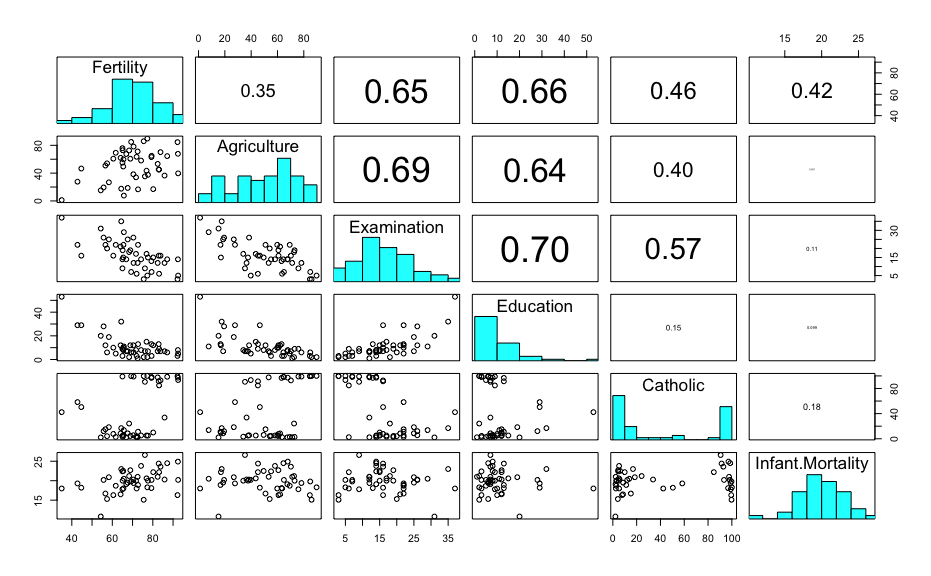 0 40 80 0 10 20 30 40 50 15 20 25
Fertility 0.35 0.65 0.66 0.46 0.42
80
60
40
Agriculture 0.69 0.64 0.40
80
40
0
Examination 0.70 0.57 0.11
30
15
5
Education 0.15 0.099
40
20
0
Catholic 0.18
80
40
0
Infant.Mortality
25
15
40 60 80 5 15 25 35 0 20 40 60 80 100